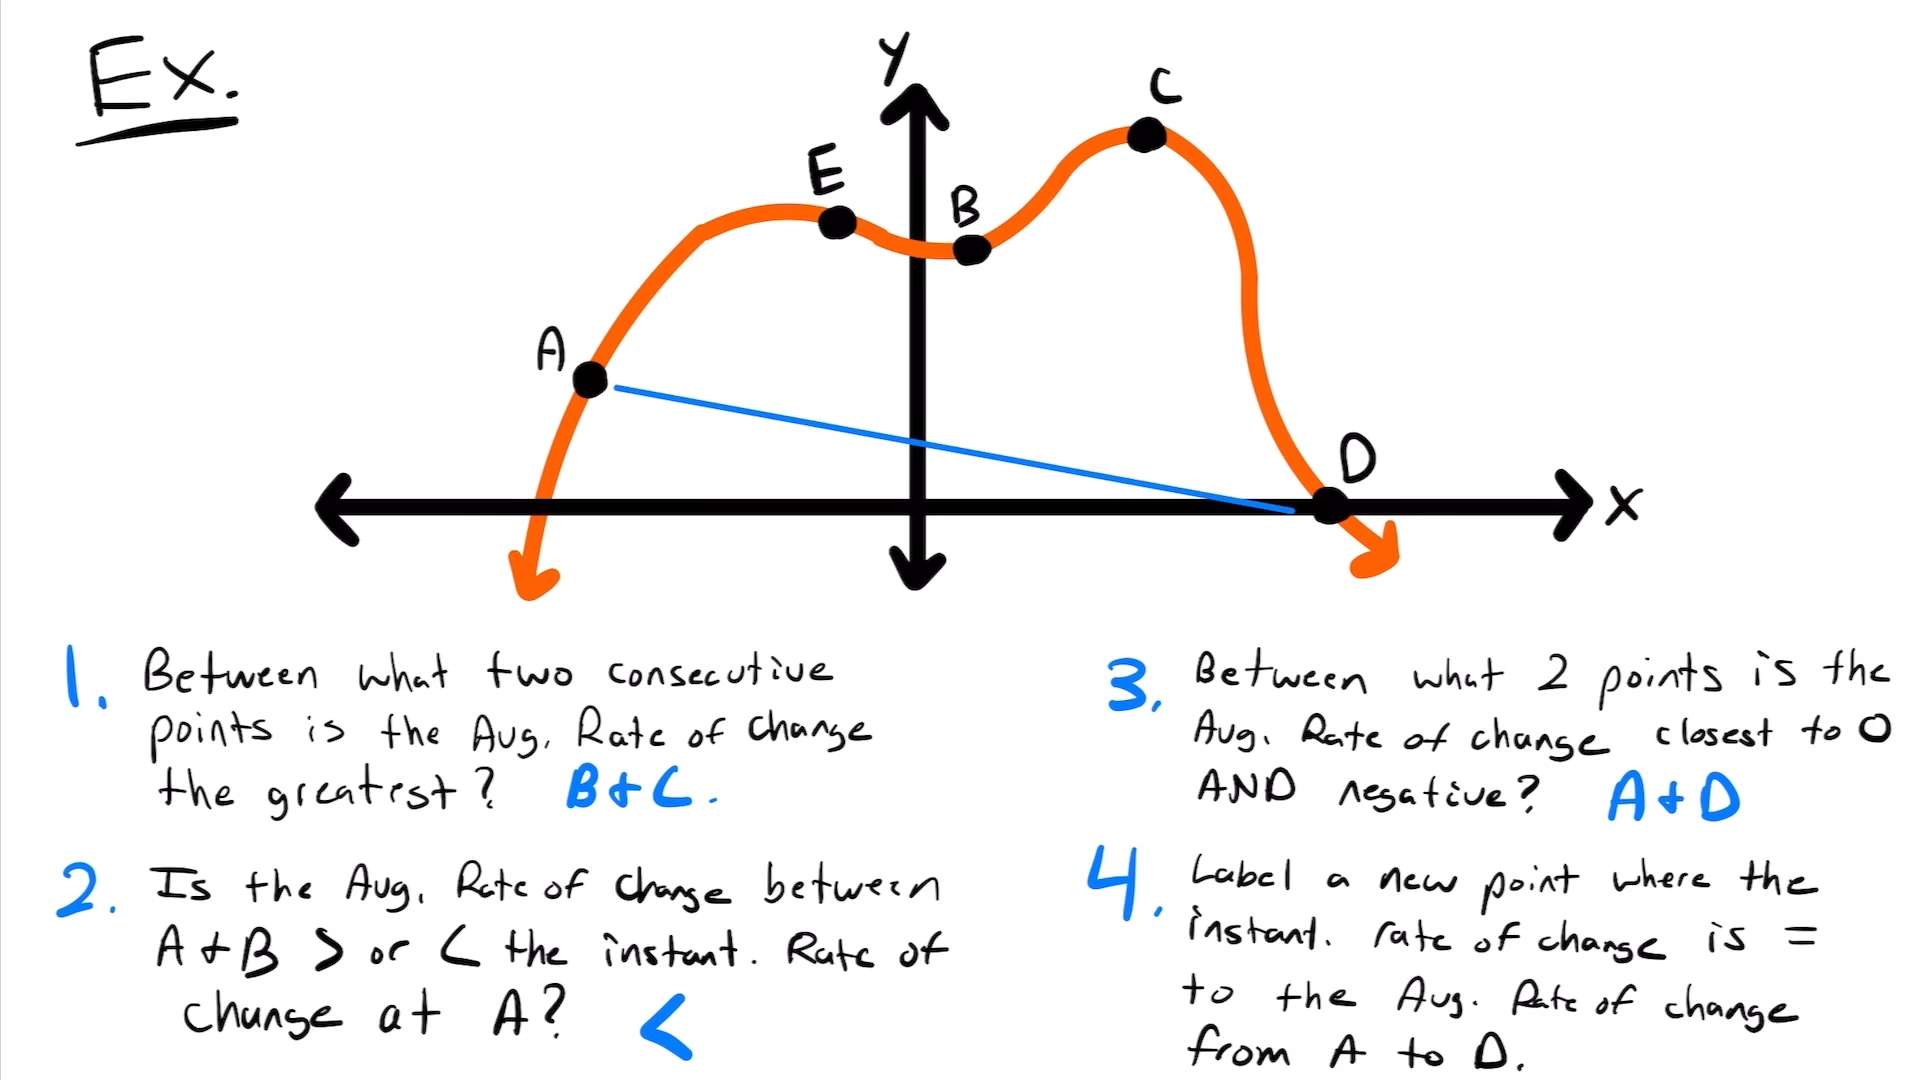 Ex.
y
C
E
B
A
D
x
1. Between what two consecutive
points is the Avg. Rate of change
the greatest? B + C.
2. Is the Avg. Rate of change between
A + B > or < the instant. Rate of
change at A? <
3. Between what 2 points is the
Avg. Rate of change closest to 0
AND negative? A + D
4. Label a new point where the
instant. rate of change is =
to the Avg. Rate of change
from A to D.